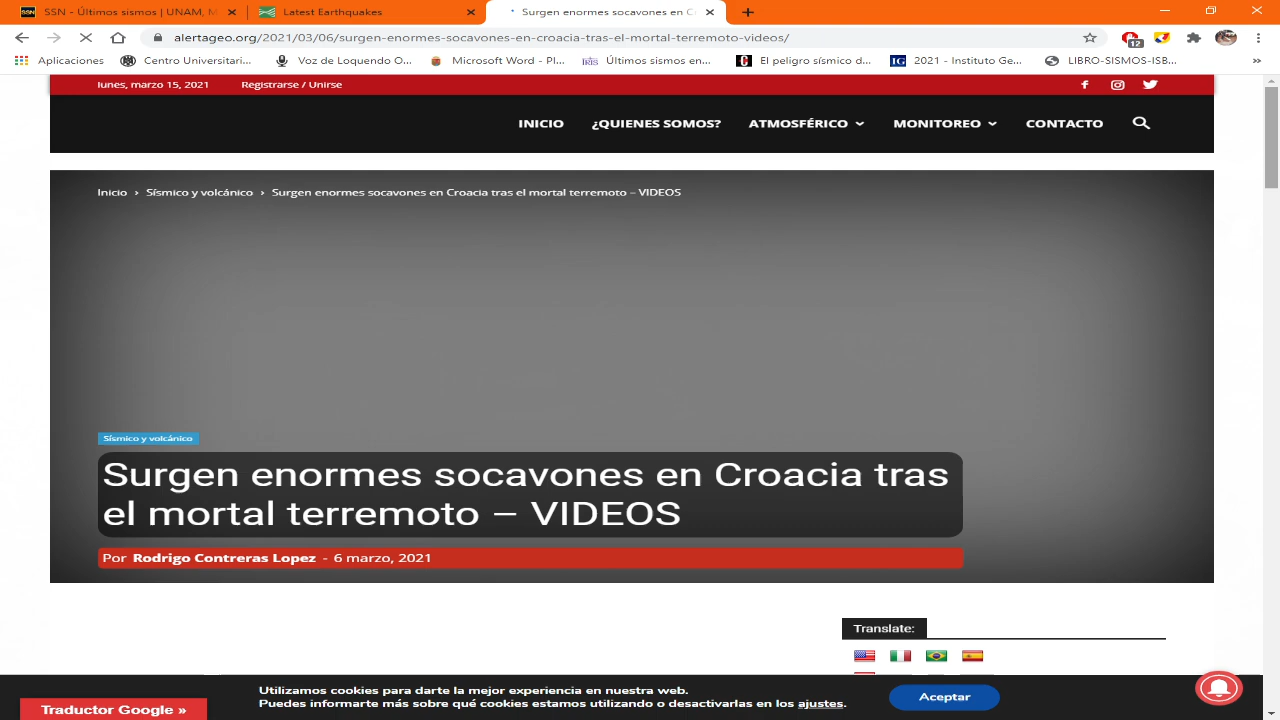 SSN - Últimos sismos | UNAM, M
Latest Earthquakes
Surgen enormes socavones en C
alertageo.org/2021/03/06/surgen-enormes-socavones-en-croacia-tras-el-mortal-terremoto-videos/
12
Aplicaciones
Centro Universitari...
Voz de Loquendo O...
Microsoft Word - Pl...
Últimos sismos en...
El peligro sísmico d...
2021 - Instituto Ge...
LIBRO-SISMOS-ISB...
»
lunes, marzo 15, 2021
Registrarse / Unirse
INICIO
¿QUIENES SOMOS?
ATMOSFÉRICO
MONITOREO
CONTACTO
Inicio › Sísmico y volcánico › Surgen enormes socavones en Croacia tras el mortal terremoto – VIDEOS
Sísmico y volcánico
Surgen enormes socavones en Croacia tras
el mortal terremoto – VIDEOS
Por Rodrigo Contreras Lopez - 6 marzo, 2021
Translate:
Utilizamos cookies para darte la mejor experiencia en nuestra web.
Puedes informarte más sobre qué cookies estamos utilizando o desactivarlas en los ajustes.
Aceptar
Traductor Google »